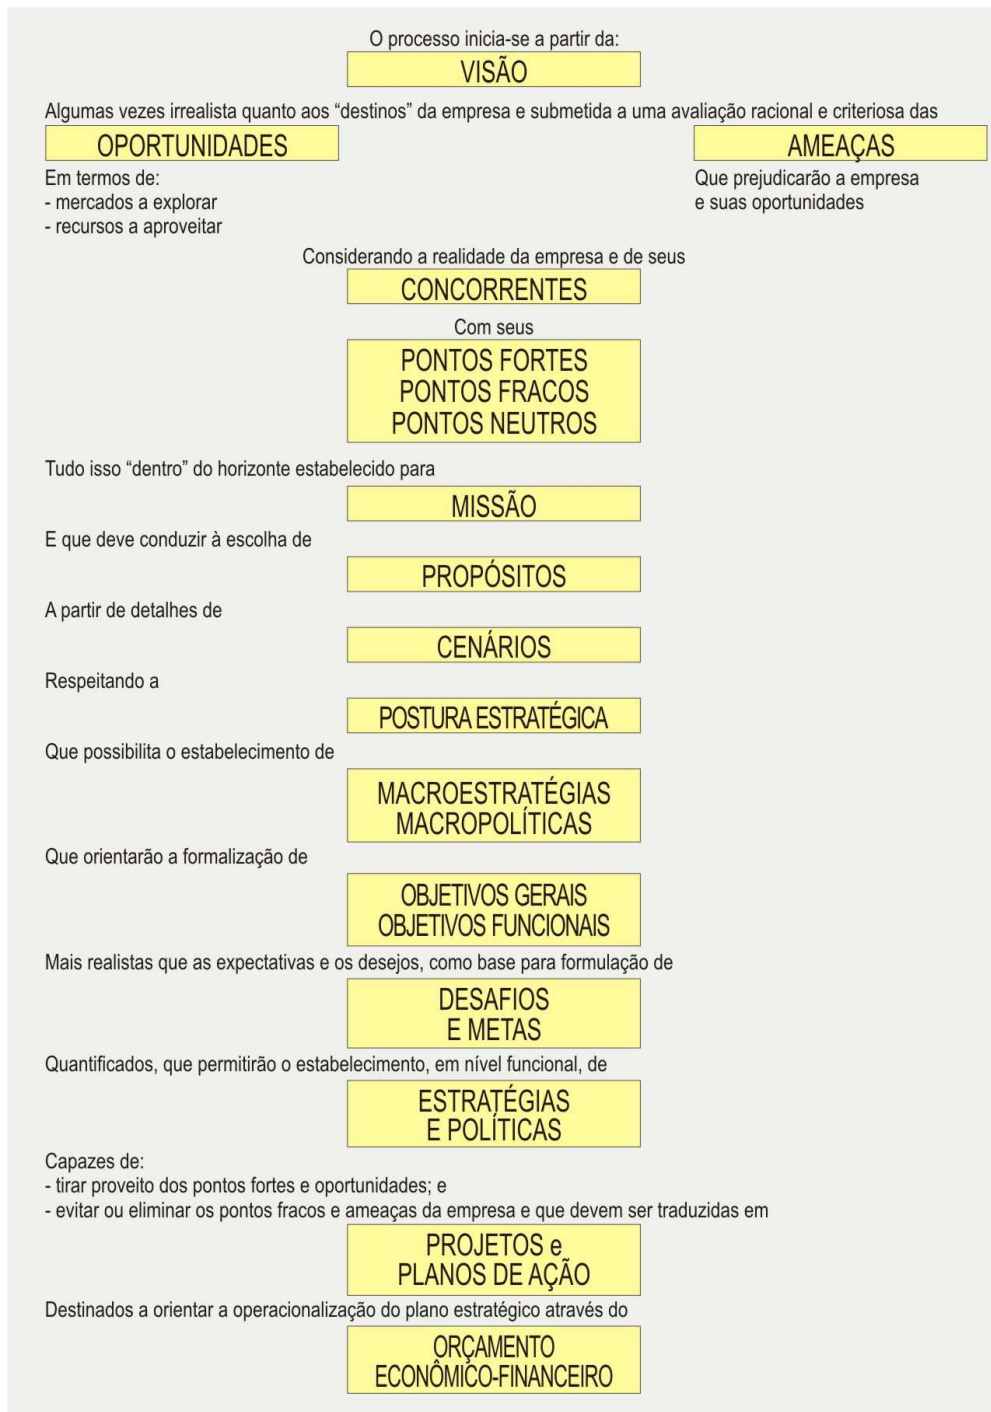 O processo inicia-se a partir da:
VISÃO
Algumas vezes irrealista quanto aos “destinos” da empresa e submetida a uma avaliação racional e criteriosa das
OPORTUNIDADES
AMEAÇAS
Em termos de:
- mercados a explorar
- recursos a aproveitar
Que prejudicarão a empresa
e suas oportunidades
Considerando a realidade da empresa e de seus
CONCORRENTES
Com seus
PONTOS FORTES
PONTOS FRACOS
PONTOS NEUTROS
Tudo isso “dentro” do horizonte estabelecido para
MISSÃO
E que deve conduzir à escolha de
PROPÓSITOS
A partir de detalhes de
CENÁRIOS
Respeitando a
POSTURA ESTRATÉGICA
Que possibilita o estabelecimento de
MACROESTRATÉGIAS
MACROPOLÍTICAS
Que orientarão a formalização de
OBJETIVOS GERAIS
OBJETIVOS FUNCIONAIS
Mais realistas que as expectativas e os desejos, como base para formulação de
DESAFIOS
E METAS
Quantificados, que permitirão o estabelecimento, em nível funcional, de
ESTRATÉGIAS
E POLÍTICAS
Capazes de:
- tirar proveito dos pontos fortes e oportunidades; e
- evitar ou eliminar os pontos fracos e ameaças da empresa e que devem ser traduzidas em
PROJETOS e
PLANOS DE AÇÃO
Destinados a orientar a operacionalização do plano estratégico através do
ORÇAMENTO
ECONÔMICO-FINANCEIRO